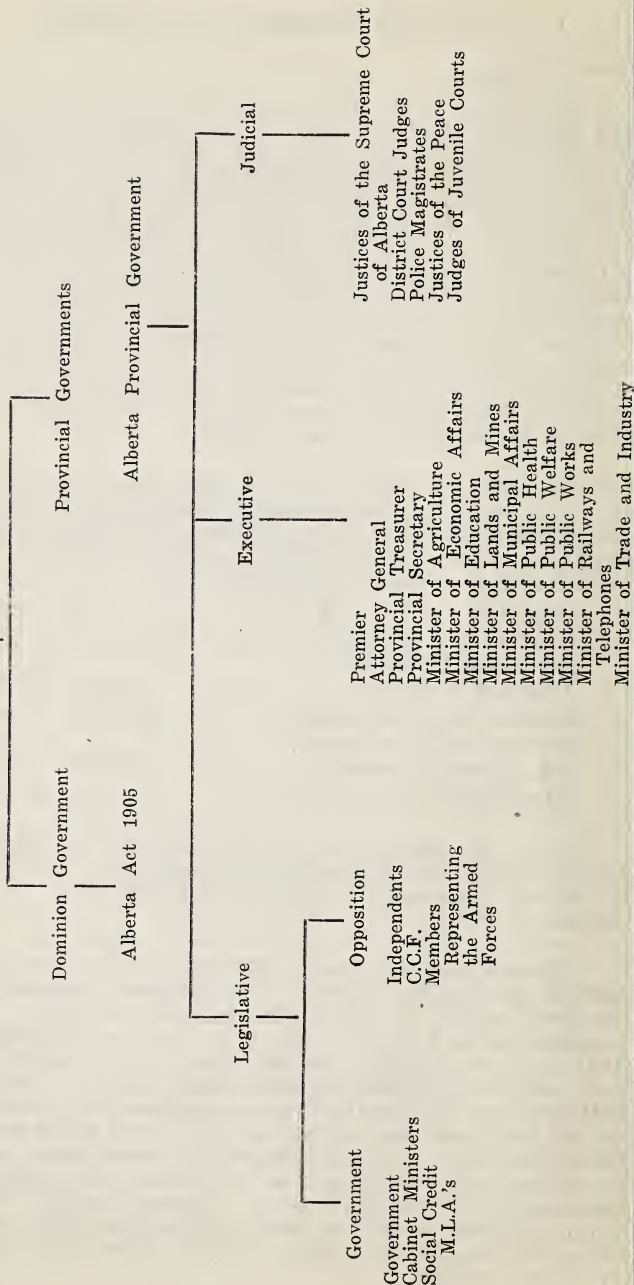 Dominion Government
Provincial Governments
Alberta Act 1905
Alberta Provincial Government
Legislative
Executive
Judicial
Government
Opposition
Government
Cabinet Ministers
Social Credit
M.L.A.'s
Independents
C.C.F.
Members
Representing
the Armed
Forces
Premier
Attorney General
Provincial Treasurer
Provincial Secretary
Minister of Agriculture
Minister of Economic Affairs
Minister of Education
Minister of Lands and Mines
Minister of Municipal Affairs
Minister of Public Health
Minister of Public Welfare
Minister of Public Works
Minister of Railways and
Telephones
Minister of Trade and Industry
Justices of the Supreme Court
of Alberta
District Court Judges
Police Magistrates
Justices of the Peace
Judges of Juvenile Courts